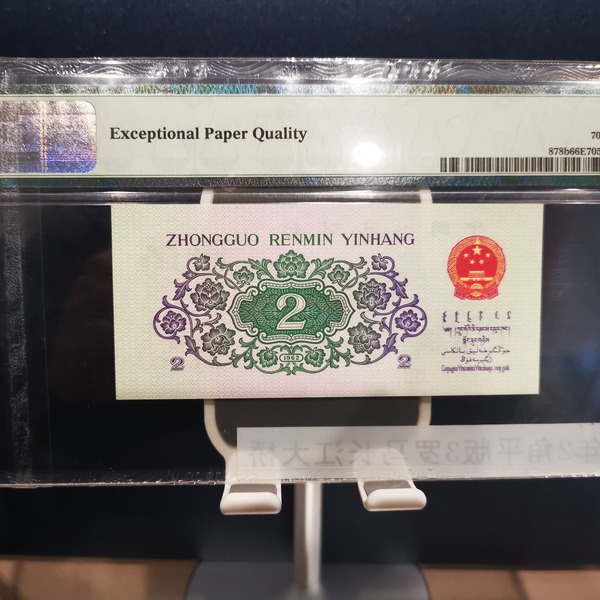 Exceptional Paper Quality
70
878b66E705
ZHONGGUO RENMIN YINHANG
2
1962
2
2
年2角平版3罗马长江大桥